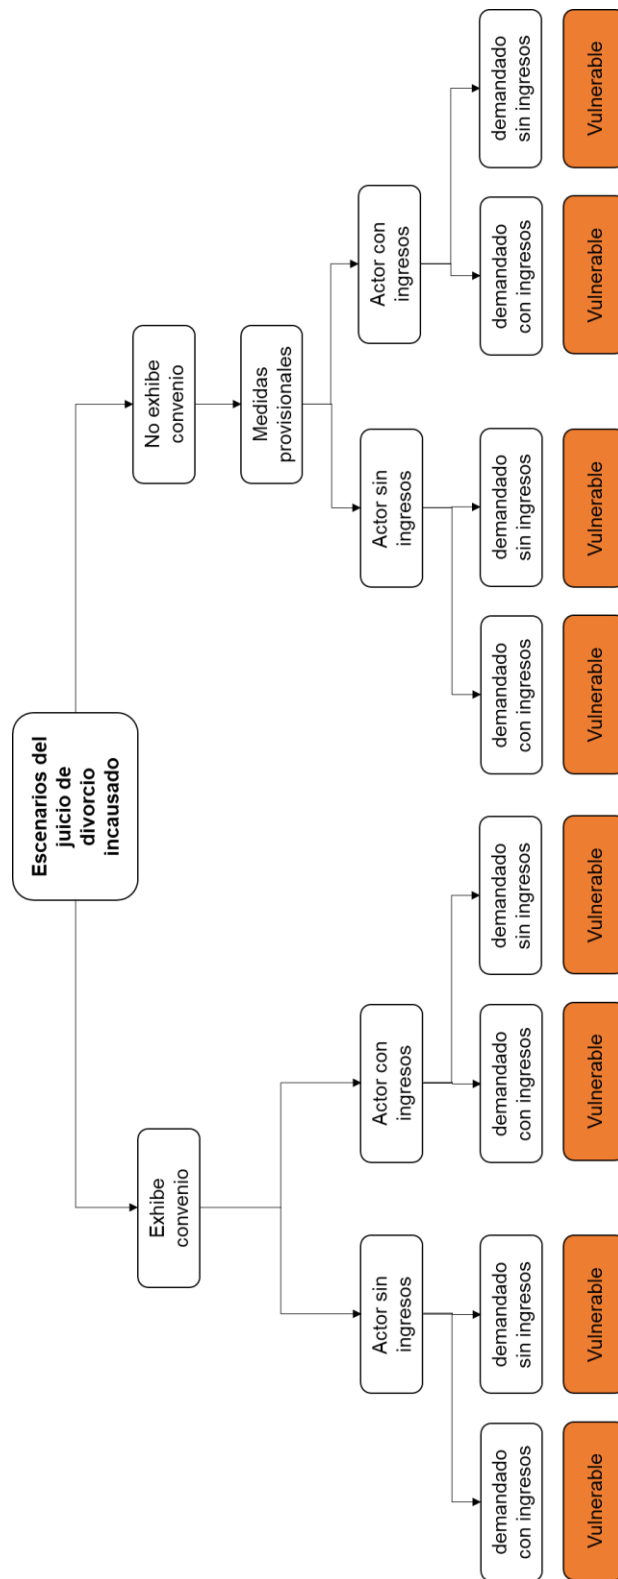 Escenarios del
juicio de
divorcio
incausado
Exhibe
convenio
No exhibe
convenio
Medidas
provisionales
Actor sin
ingresos
Actor con
ingresos
Actor sin
ingresos
Actor con
ingresos
demandado
con ingresos
demandado
sin ingresos
demandado
con ingresos
demandado
sin ingresos
demandado
con ingresos
demandado
sin ingresos
demandado
con ingresos
demandado
sin ingresos
Vulnerable
Vulnerable
Vulnerable
Vulnerable
Vulnerable
Vulnerable
Vulnerable
Vulnerable